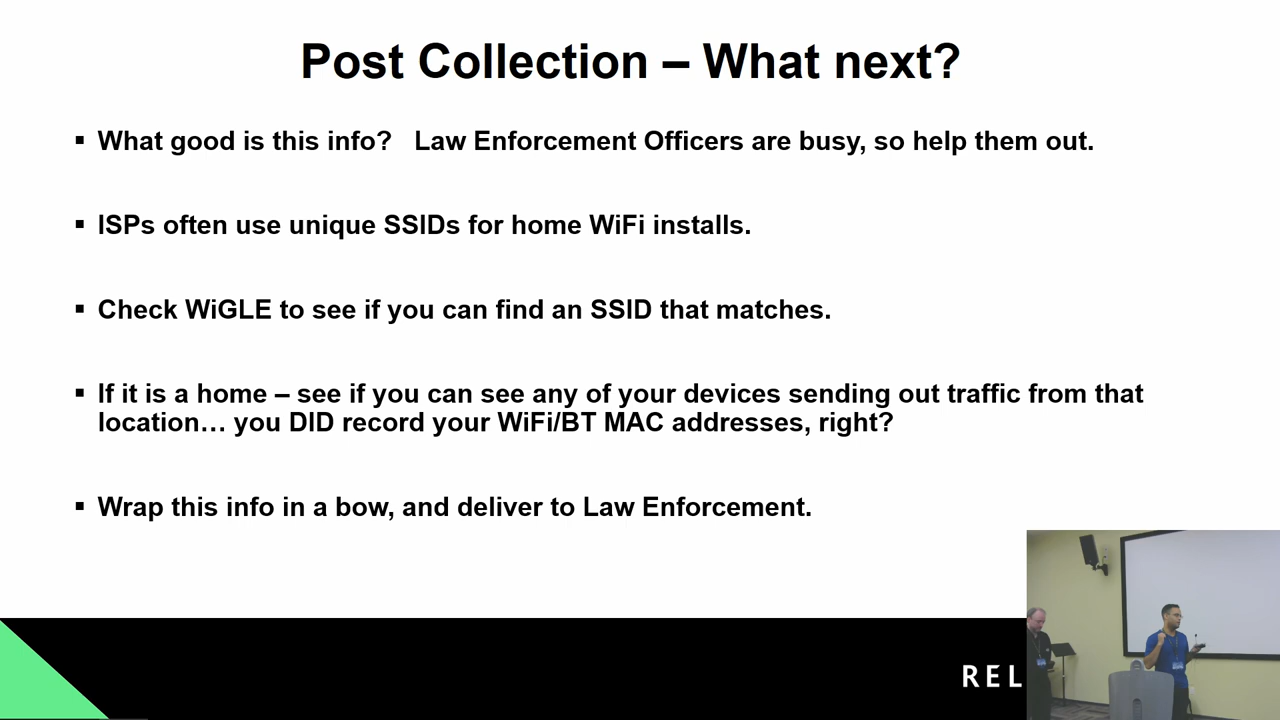 Post Collection – What next?
▪ What good is this info?   Law Enforcement Officers are busy, so help them out.
▪ ISPs often use unique SSIDs for home WiFi installs.
▪ Check WiGLE to see if you can find an SSID that matches.
▪ If it is a home – see if you can see any of your devices sending out traffic from that
location… you DID record your WiFi/BT MAC addresses, right?
▪ Wrap this info in a bow, and deliver to Law Enforcement.
REL